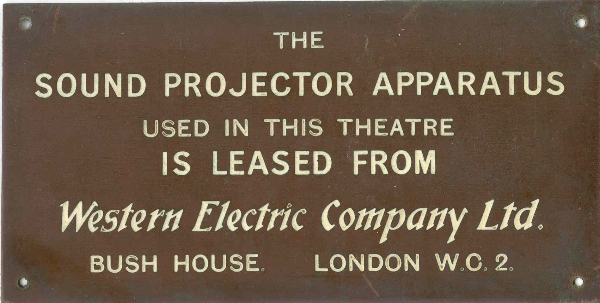 THE
SOUND PROJECTOR APPARATUS
USED IN THIS THEATRE
IS LEASED FROM
Western Electric Company Ltd.
BUSH HOUSE. LONDON W.C. 2.